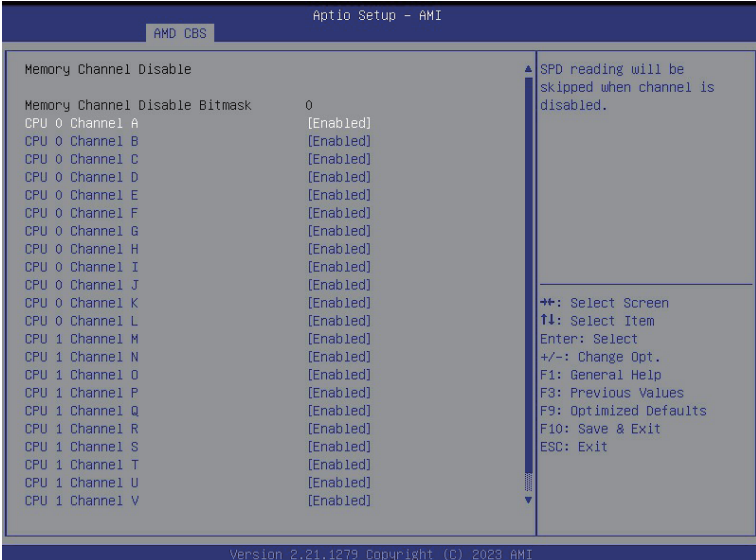 Aptio Setup - AMI
AMD CBS
Memory Channel Disable
Memory Channel Disable Bitmask 0
CPU 0 Channel A [Enabled]
CPU 0 Channel B [Enabled]
CPU 0 Channel C [Enabled]
CPU 0 Channel D [Enabled]
CPU 0 Channel E [Enabled]
CPU 0 Channel F [Enabled]
CPU 0 Channel G [Enabled]
CPU 0 Channel H [Enabled]
CPU 0 Channel I [Enabled]
CPU 0 Channel J [Enabled]
CPU 0 Channel K [Enabled]
CPU 0 Channel L [Enabled]
CPU 1 Channel M [Enabled]
CPU 1 Channel N [Enabled]
CPU 1 Channel O [Enabled]
CPU 1 Channel P [Enabled]
CPU 1 Channel Q [Enabled]
CPU 1 Channel R [Enabled]
CPU 1 Channel S [Enabled]
CPU 1 Channel T [Enabled]
CPU 1 Channel U [Enabled]
CPU 1 Channel V [Enabled]
SPD reading will be
skipped when channel is
disabled.
→←: Select Screen
↑↓: Select Item
Enter: Select
+/-: Change Opt.
F1: General Help
F3: Previous Values
F9: Optimized Defaults
F10: Save & Exit
ESC: Exit
Version 2.21.1279 Copyright (C) 2023 AMI